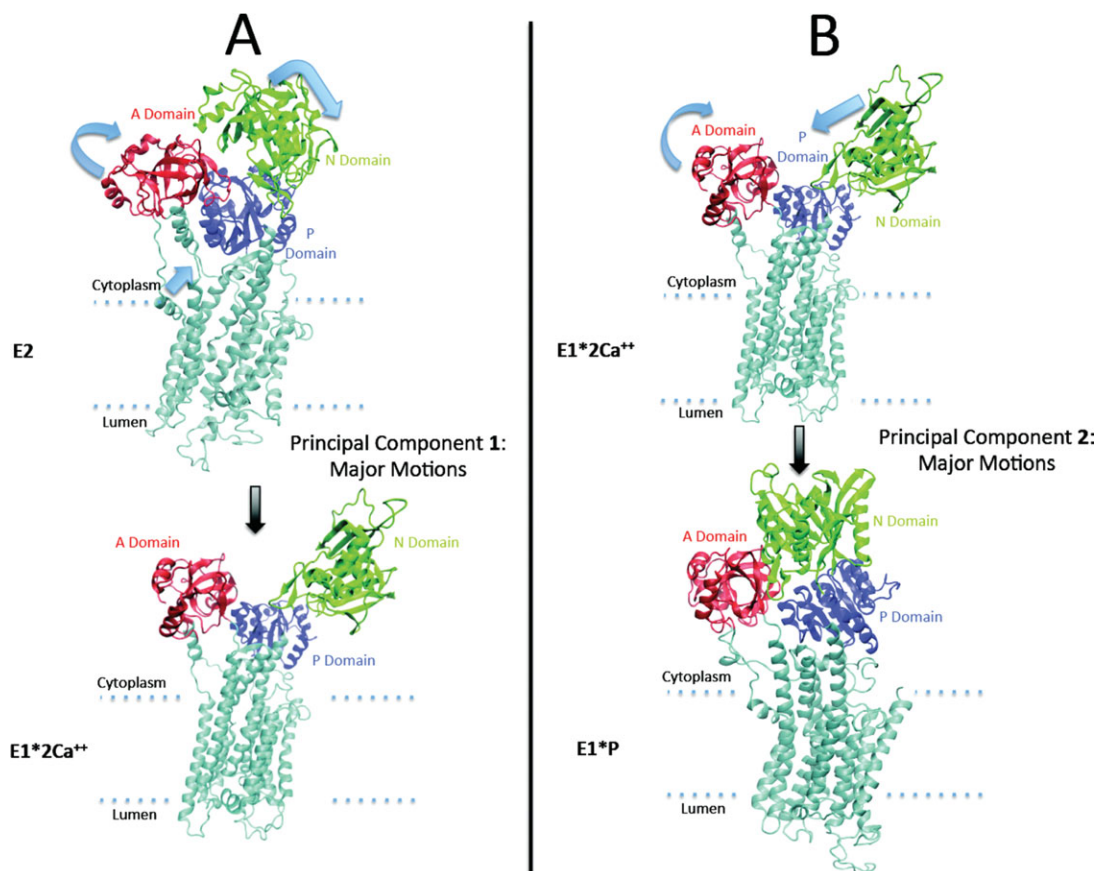 A
A Domain
N Domain
P
Domain
Cytoplasm
E2
Lumen
Principal Component 1:
Major Motions
A Domain
N Domain
P Domain
Cytoplasm
E1*2Ca⁺⁺
Lumen
B
A Domain
P
Domain
N Domain
Cytoplasm
E1*2Ca⁺⁺
Lumen
Principal Component 2:
Major Motions
N Domain
A Domain
P Domain
Cytoplasm
E1*P
Lumen